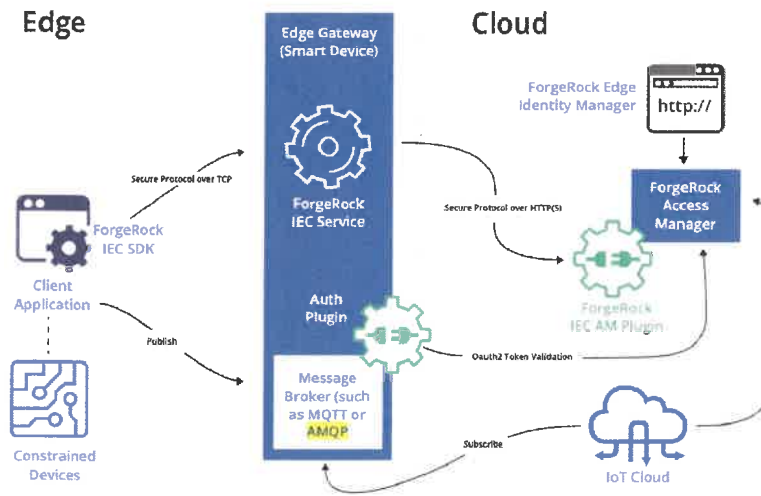 Edge
Cloud
Edge Gateway
(Smart Device)
ForgeRock Edge
Identity Manager
http://
Secure Protocol over TCP
ForgeRock
IEC Service
Secure Protocol over HTTP(S)
ForgeRock
Access
Manager
ForgeRock
IEC SDK
Client
Application
ForgeRock
IEC AM Plugin
Auth
Plugin
Publish
Oauth2 Token Validation
Message
Broker (such
as MQTT or
AMQP
Subscribe
Constrained
Devices
IoT Cloud